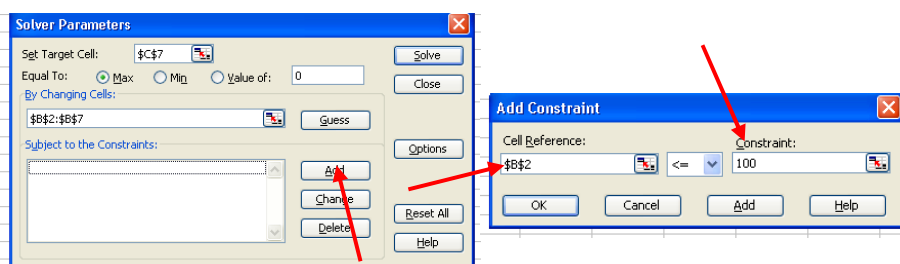 Solver Parameters
Set Target Cell: $C$7 Solve
Equal To: Max Min Value of: 0 Close
By Changing Cells:
$B$2:$B$7 Guess
Subject to the Constraints: Options
Add
Change
Reset All
Delete
Help
Add Constraint
Cell Reference: Constraint:
$B$2 <= 100
OK Cancel Add Help